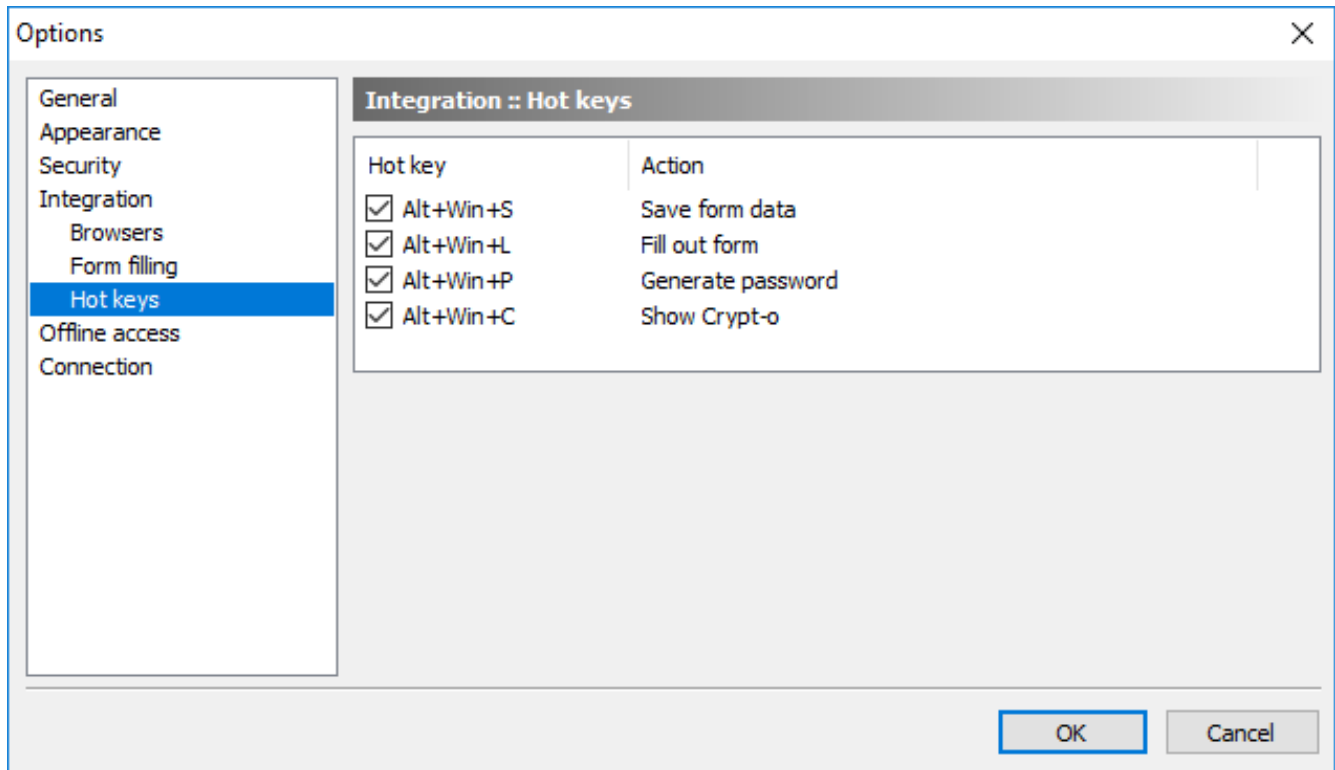 Options
General
Appearance
Security
Integration
Browsers
Form filling
Hot keys
Offline access
Connection
Integration :: Hot keys
Hot key Action
Alt+Win+S Save form data
Alt+Win+L Fill out form
Alt+Win+P Generate password
Alt+Win+C Show Crypt-o
OK Cancel